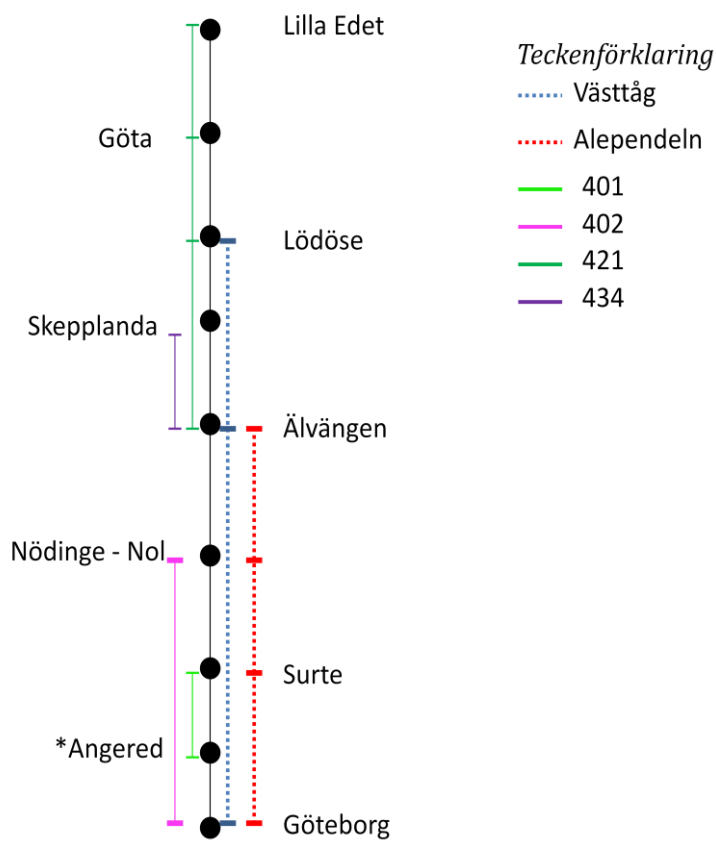 Lilla Edet
Göta
Lödöse
Skepplanda
Älvängen
Nödinge - Nol
Surte
*Angered
Göteborg
Teckenförklaring
Västtåg
Alependeln
401
402
421
434